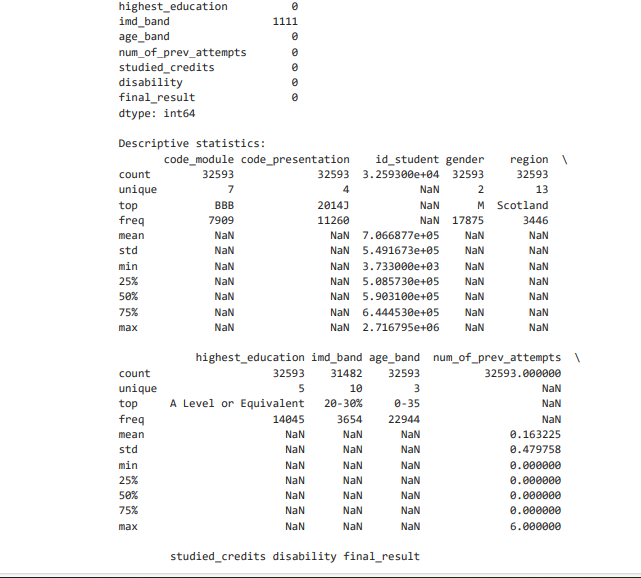 highest_education 0
imd_band 1111
age_band 0
num_of_prev_attempts 0
studied_credits 0
disability 0
final_result 0
dtype: int64
Descriptive statistics:
code_module code_presentation id_student gender region \
count 32593 32593 3.259300e+04 32593 32593
unique 7 4 NaN 2 13
top BBB 2014J NaN M Scotland
freq 7909 11260 NaN 17875 3446
mean NaN NaN 7.066877e+05 NaN NaN
std NaN NaN 5.491673e+05 NaN NaN
min NaN NaN 3.733000e+03 NaN NaN
25% NaN NaN 5.085730e+05 NaN NaN
50% NaN NaN 5.903100e+05 NaN NaN
75% NaN NaN 6.444530e+05 NaN NaN
max NaN NaN 2.716795e+06 NaN NaN
highest_education imd_band age_band num_of_prev_attempts \
count 32593 31482 32593 32593.000000
unique 5 10 3 NaN
top A Level or Equivalent 20-30% 0-35 NaN
freq 14045 3654 22944 NaN
mean NaN NaN NaN 0.163225
std NaN NaN NaN 0.479758
min NaN NaN NaN 0.000000
25% NaN NaN NaN 0.000000
50% NaN NaN NaN 0.000000
75% NaN NaN NaN 0.000000
max NaN NaN NaN 6.000000
studied_credits disability final_result